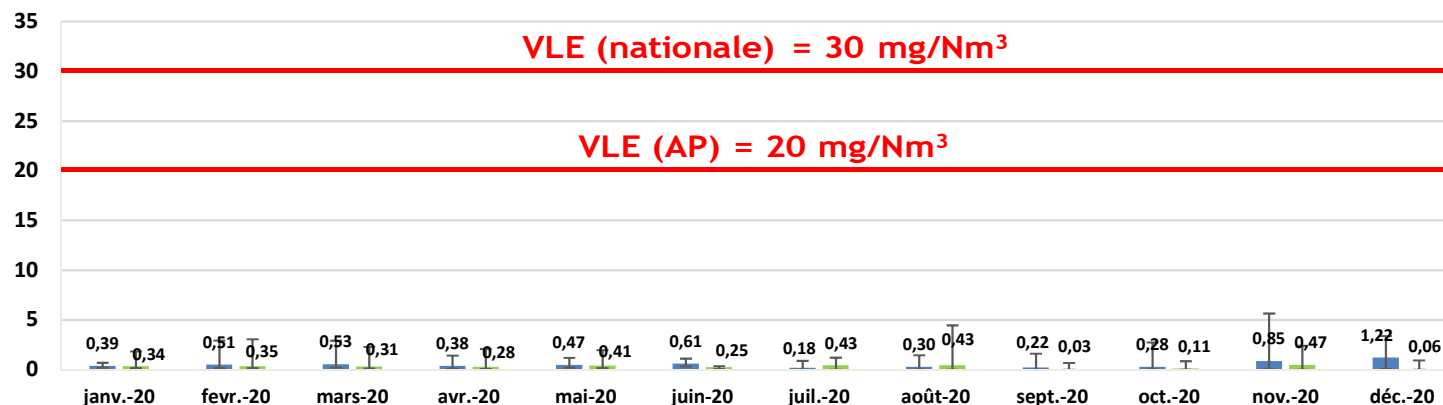 35
VLE (nationale) = 30 mg/Nm³
30
25
VLE (AP) = 20 mg/Nm³
20
15
10
5
0,39 0,34 0,51 0,35 0,53 0,31 0,38 0,28 0,47 0,41 0,61 0,25 0,18 0,43 0,30 0,43 0,22 0,03 0,28 0,11 0,85 0,47 1,22 0,06
0
janv.-20 fevr.-20 mars-20 avr.-20 mai-20 juin-20 juil.-20 août-20 sept.-20 oct.-20 nov.-20 déc.-20